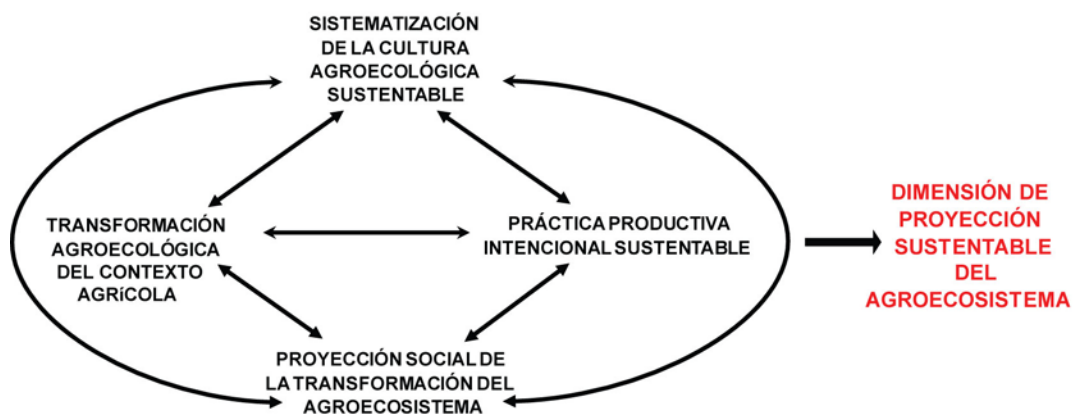 SISTEMATIZACIÓN
DE LA CULTURA
AGROECOLÓGICA
SUSTENTABLE
TRANSFORMACIÓN
AGROECOLÓGICA
DEL CONTEXTO
AGRíCOLA
PRÁCTICA PRODUCTIVA
INTENCIONAL SUSTENTABLE
PROYECCIÓN SOCIAL DE
LA TRANSFORMACIÓN DEL
AGROECOSISTEMA
DIMENSIÓN DE
PROYECCIÓN
SUSTENTABLE
DEL
AGROECOSISTEMA